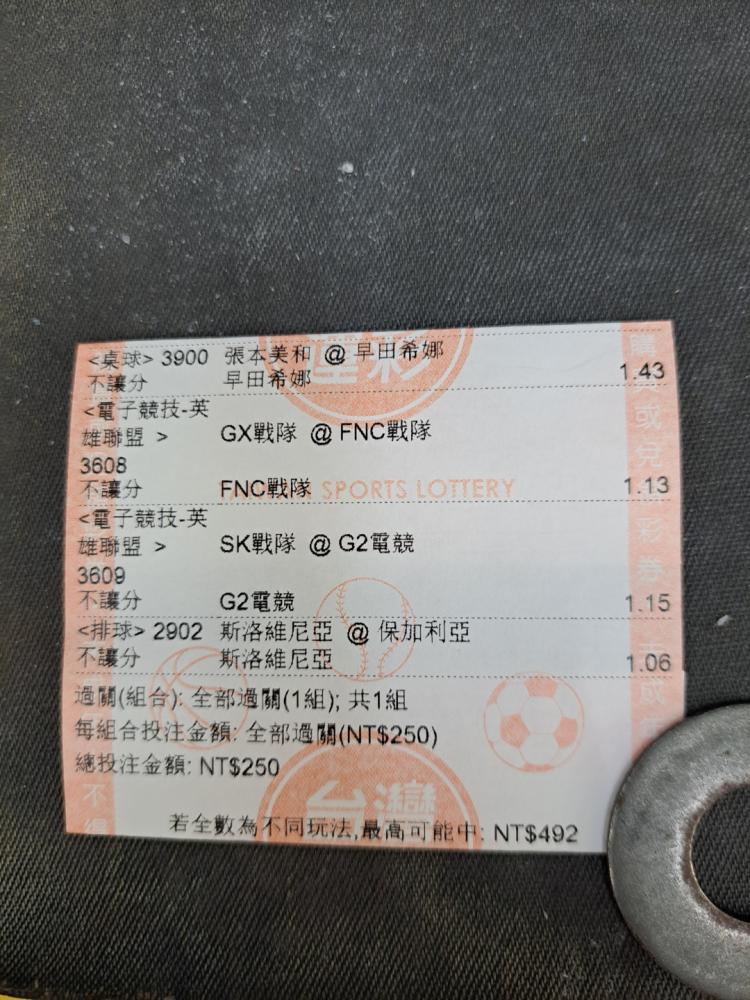 運彩
<桌球> 3900 張本美和 @ 早田希娜
不讓分 早田希娜 1.43
<電子競技-英
雄聯盟 > GX戰隊 @ FNC戰隊
3608
不讓分 FNC戰隊 1.13
SPORTS LOTTERY
<電子競技-英
雄聯盟 > SK戰隊 @ G2電競
3609
不讓分 G2電競 1.15
<排球> 2902 斯洛維尼亞 @ 保加利亞
不讓分 斯洛維尼亞 1.06
過關(組合): 全部過關(1組); 共1組
每組合投注金額: 全部過關(NT$250)
總投注金額: NT$250
台灣
若全數為不同玩法,最高可能中: NT$492